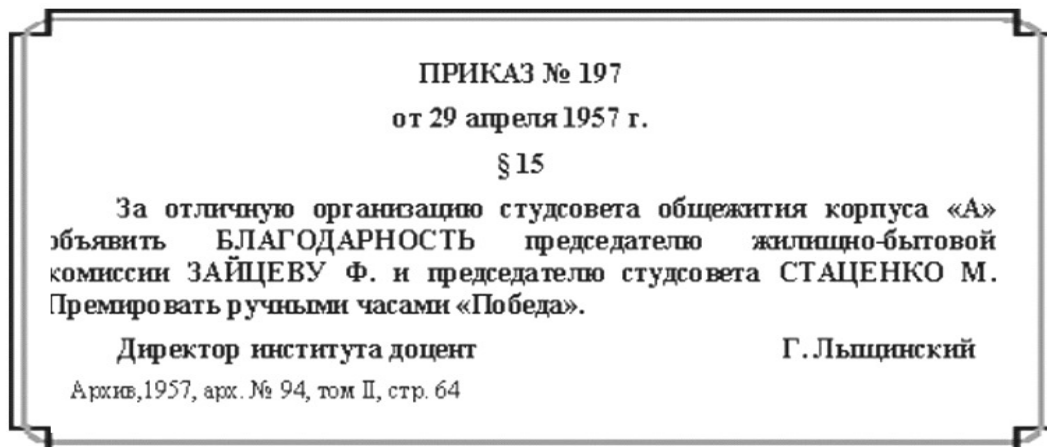 ПРИКАЗ № 197
от 29 апреля 1957 г.
§ 15
За отличную организацию студсовета общежития корпуса «А»
объявить БЛАГОДАРНОСТЬ председателю жилищно-бытовой
комиссии ЗАЙЦЕВУ Ф. и председателю студсовета СТАЦЕНКО М.
Премировать ручными часами «Победа».
Директор института доцент Г. Лыщинский
Архив,1957, арх. № 94, том II, стр. 64